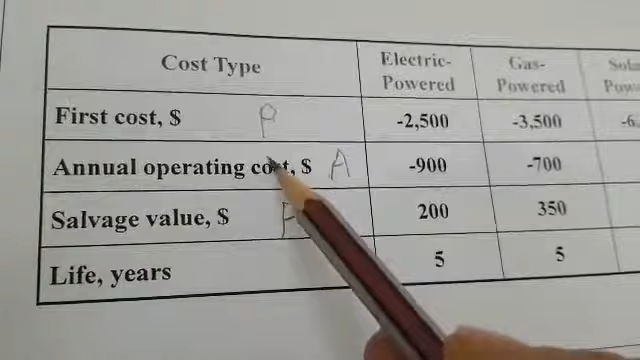 Cost Type Electric-Powered Gas-Powered
First cost, $ P -2,500 -3,500 -6
Annual operating cost, $ A -900 -700
Salvage value, $ F 200 350
Life, years 5 5